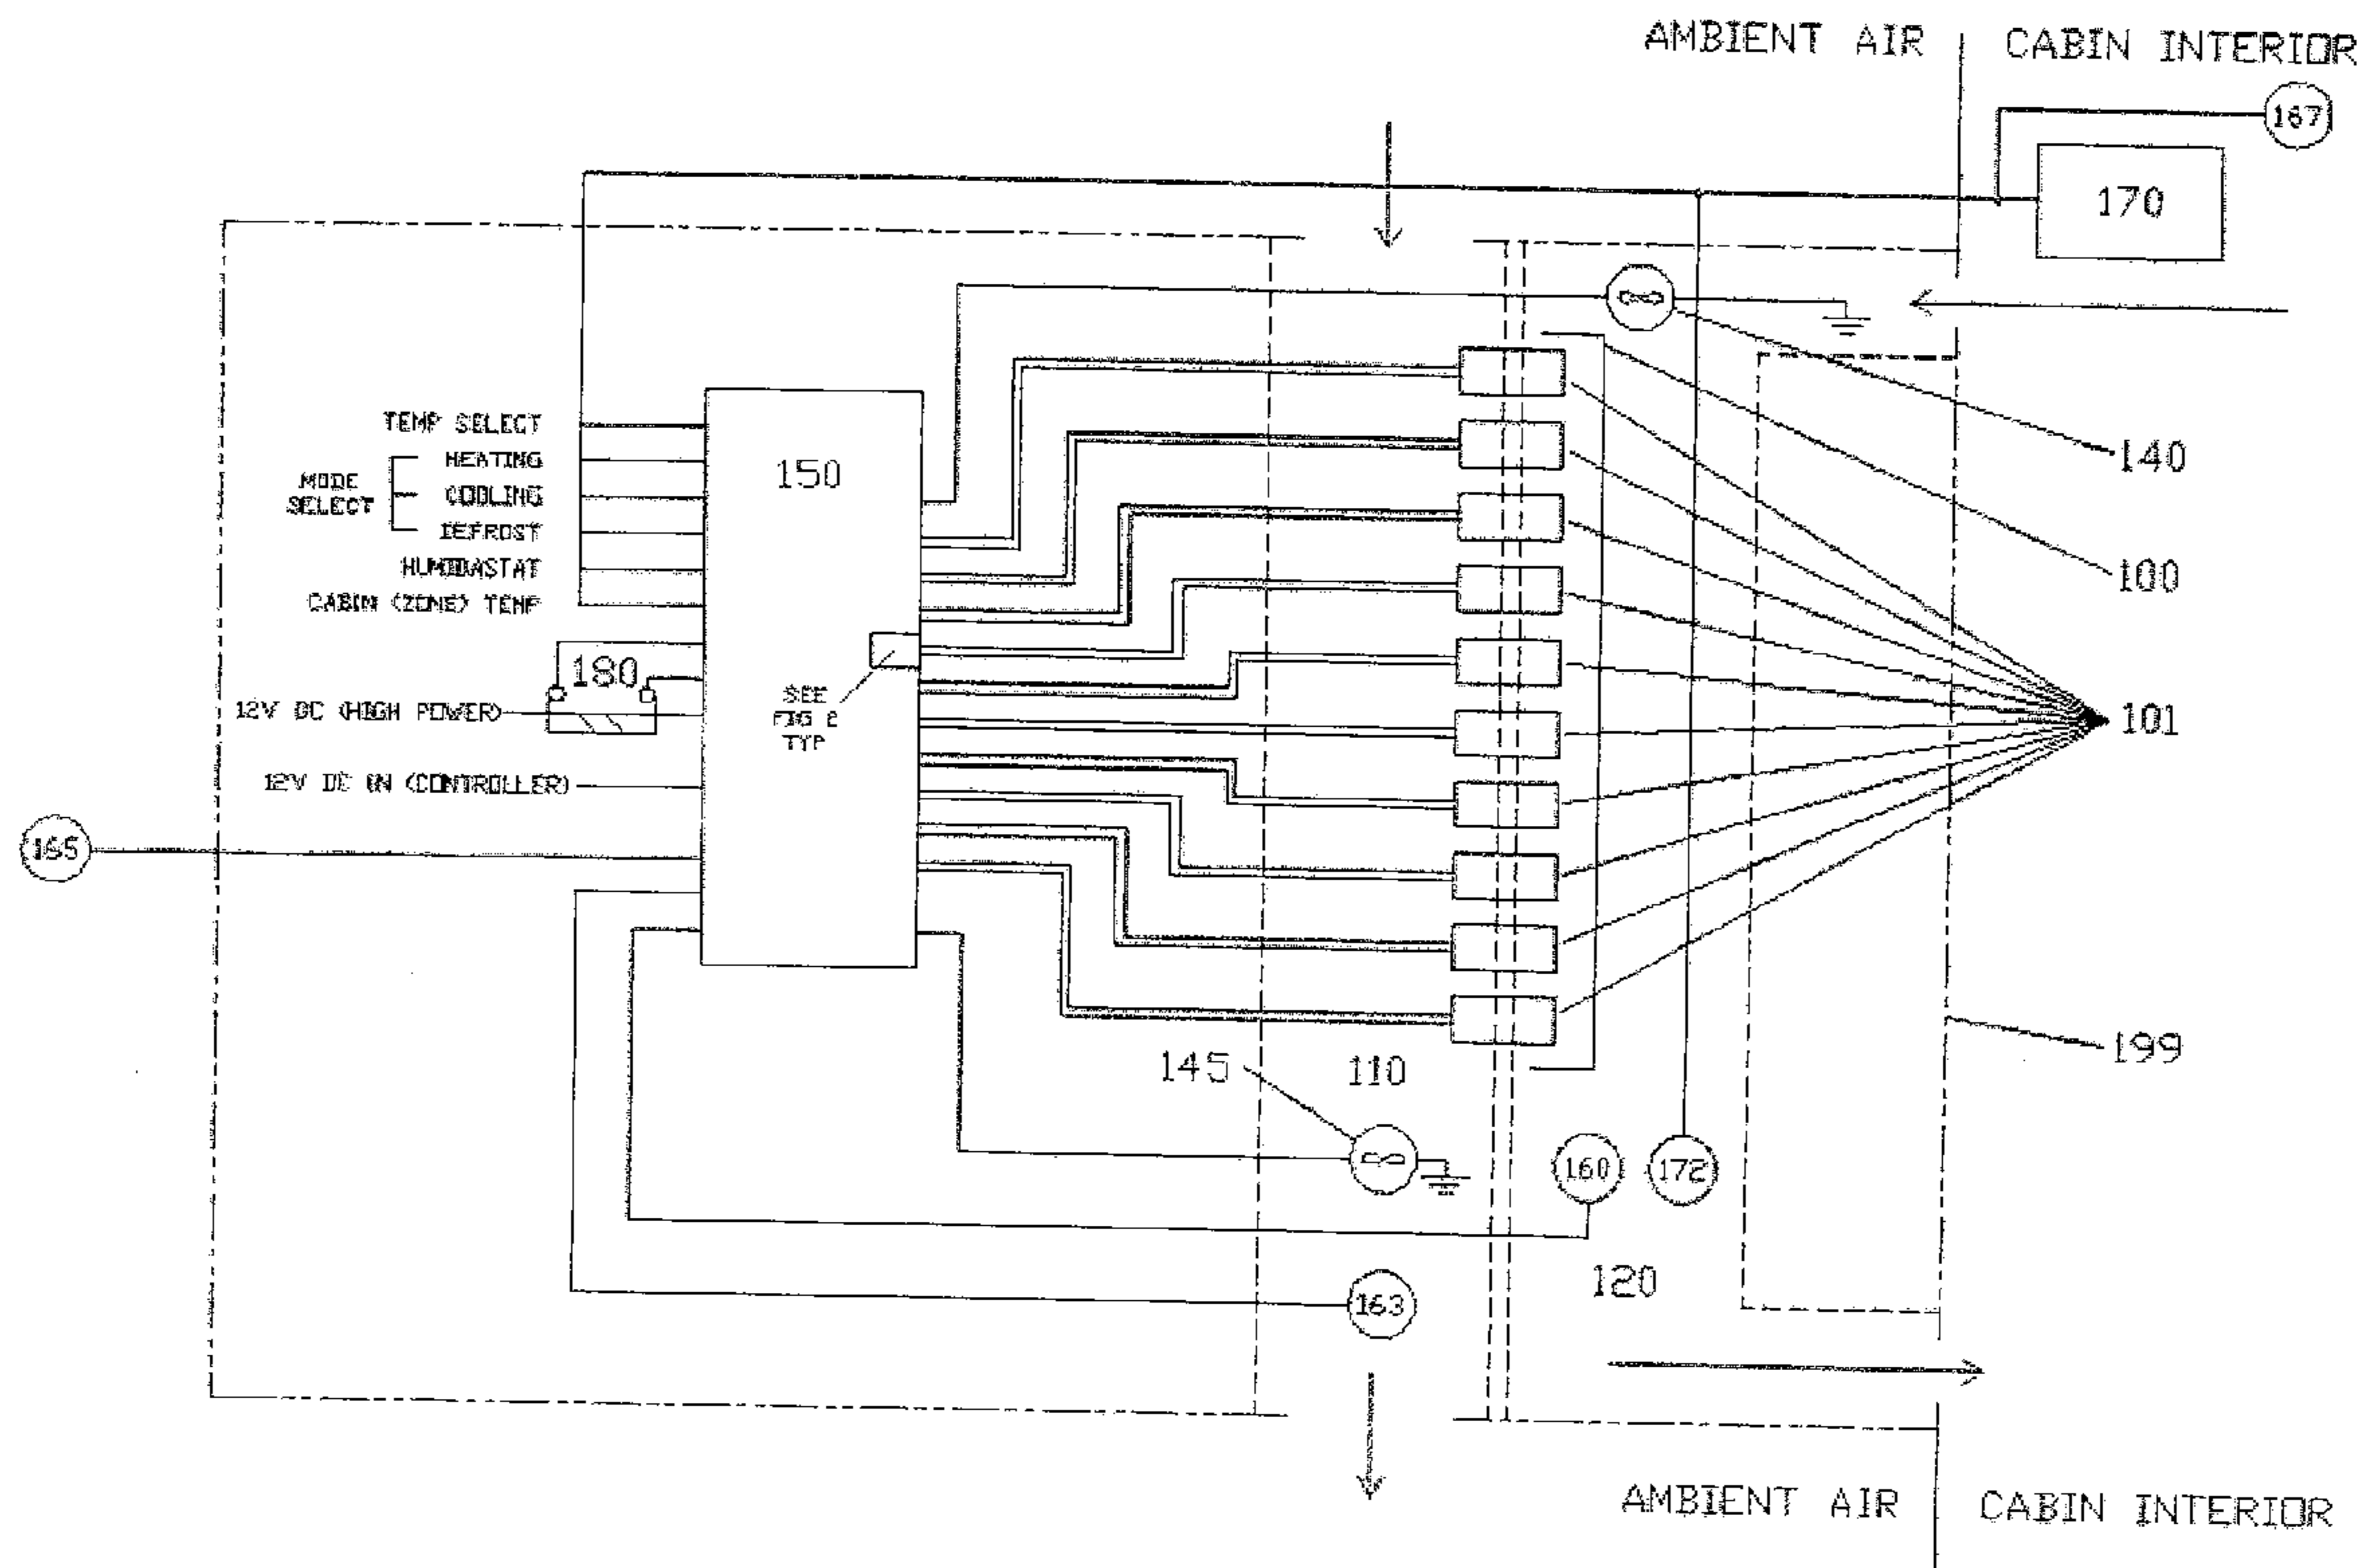 AMBIENT AIR
CABIN INTERIOR
167
170
TEMP SELECT
MODE SELECT
HEATING
COOLING
DEFROST
HUMIDASTAT
CABIN (ZONE) TEMP
150
180
12V DC (HIGH POWER)
SEE
FIG 2
TYP
12V DC IN (CONTROLLER)
165
140
100
101
199
145
110
160
172
120
163
AMBIENT AIR
CABIN INTERIOR